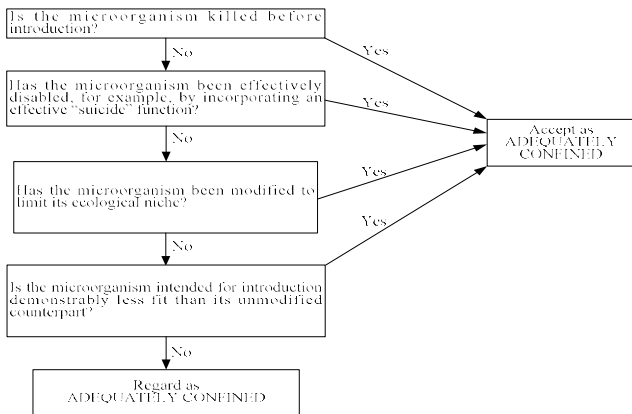 Is the microorganism killed before
introduction?
Yes
No
Has the microorganism been effectively
disabled, for example, by incorporating an
effective "suicide" function?
Yes
No
Accept as
ADEQUATELY
CONFINED
Has the microorganism been modified to
limit its ecological niche?
Yes
No
Yes
Is the microorganism intended for introduction
demonstrably less fit than its unmodified
counterpart?
No
Regard as
ADEQUATELY CONFINED